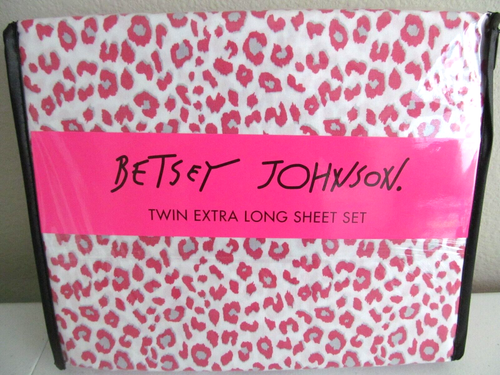 BETSEY JOHNSON.
TWIN EXTRA LONG SHEET SET